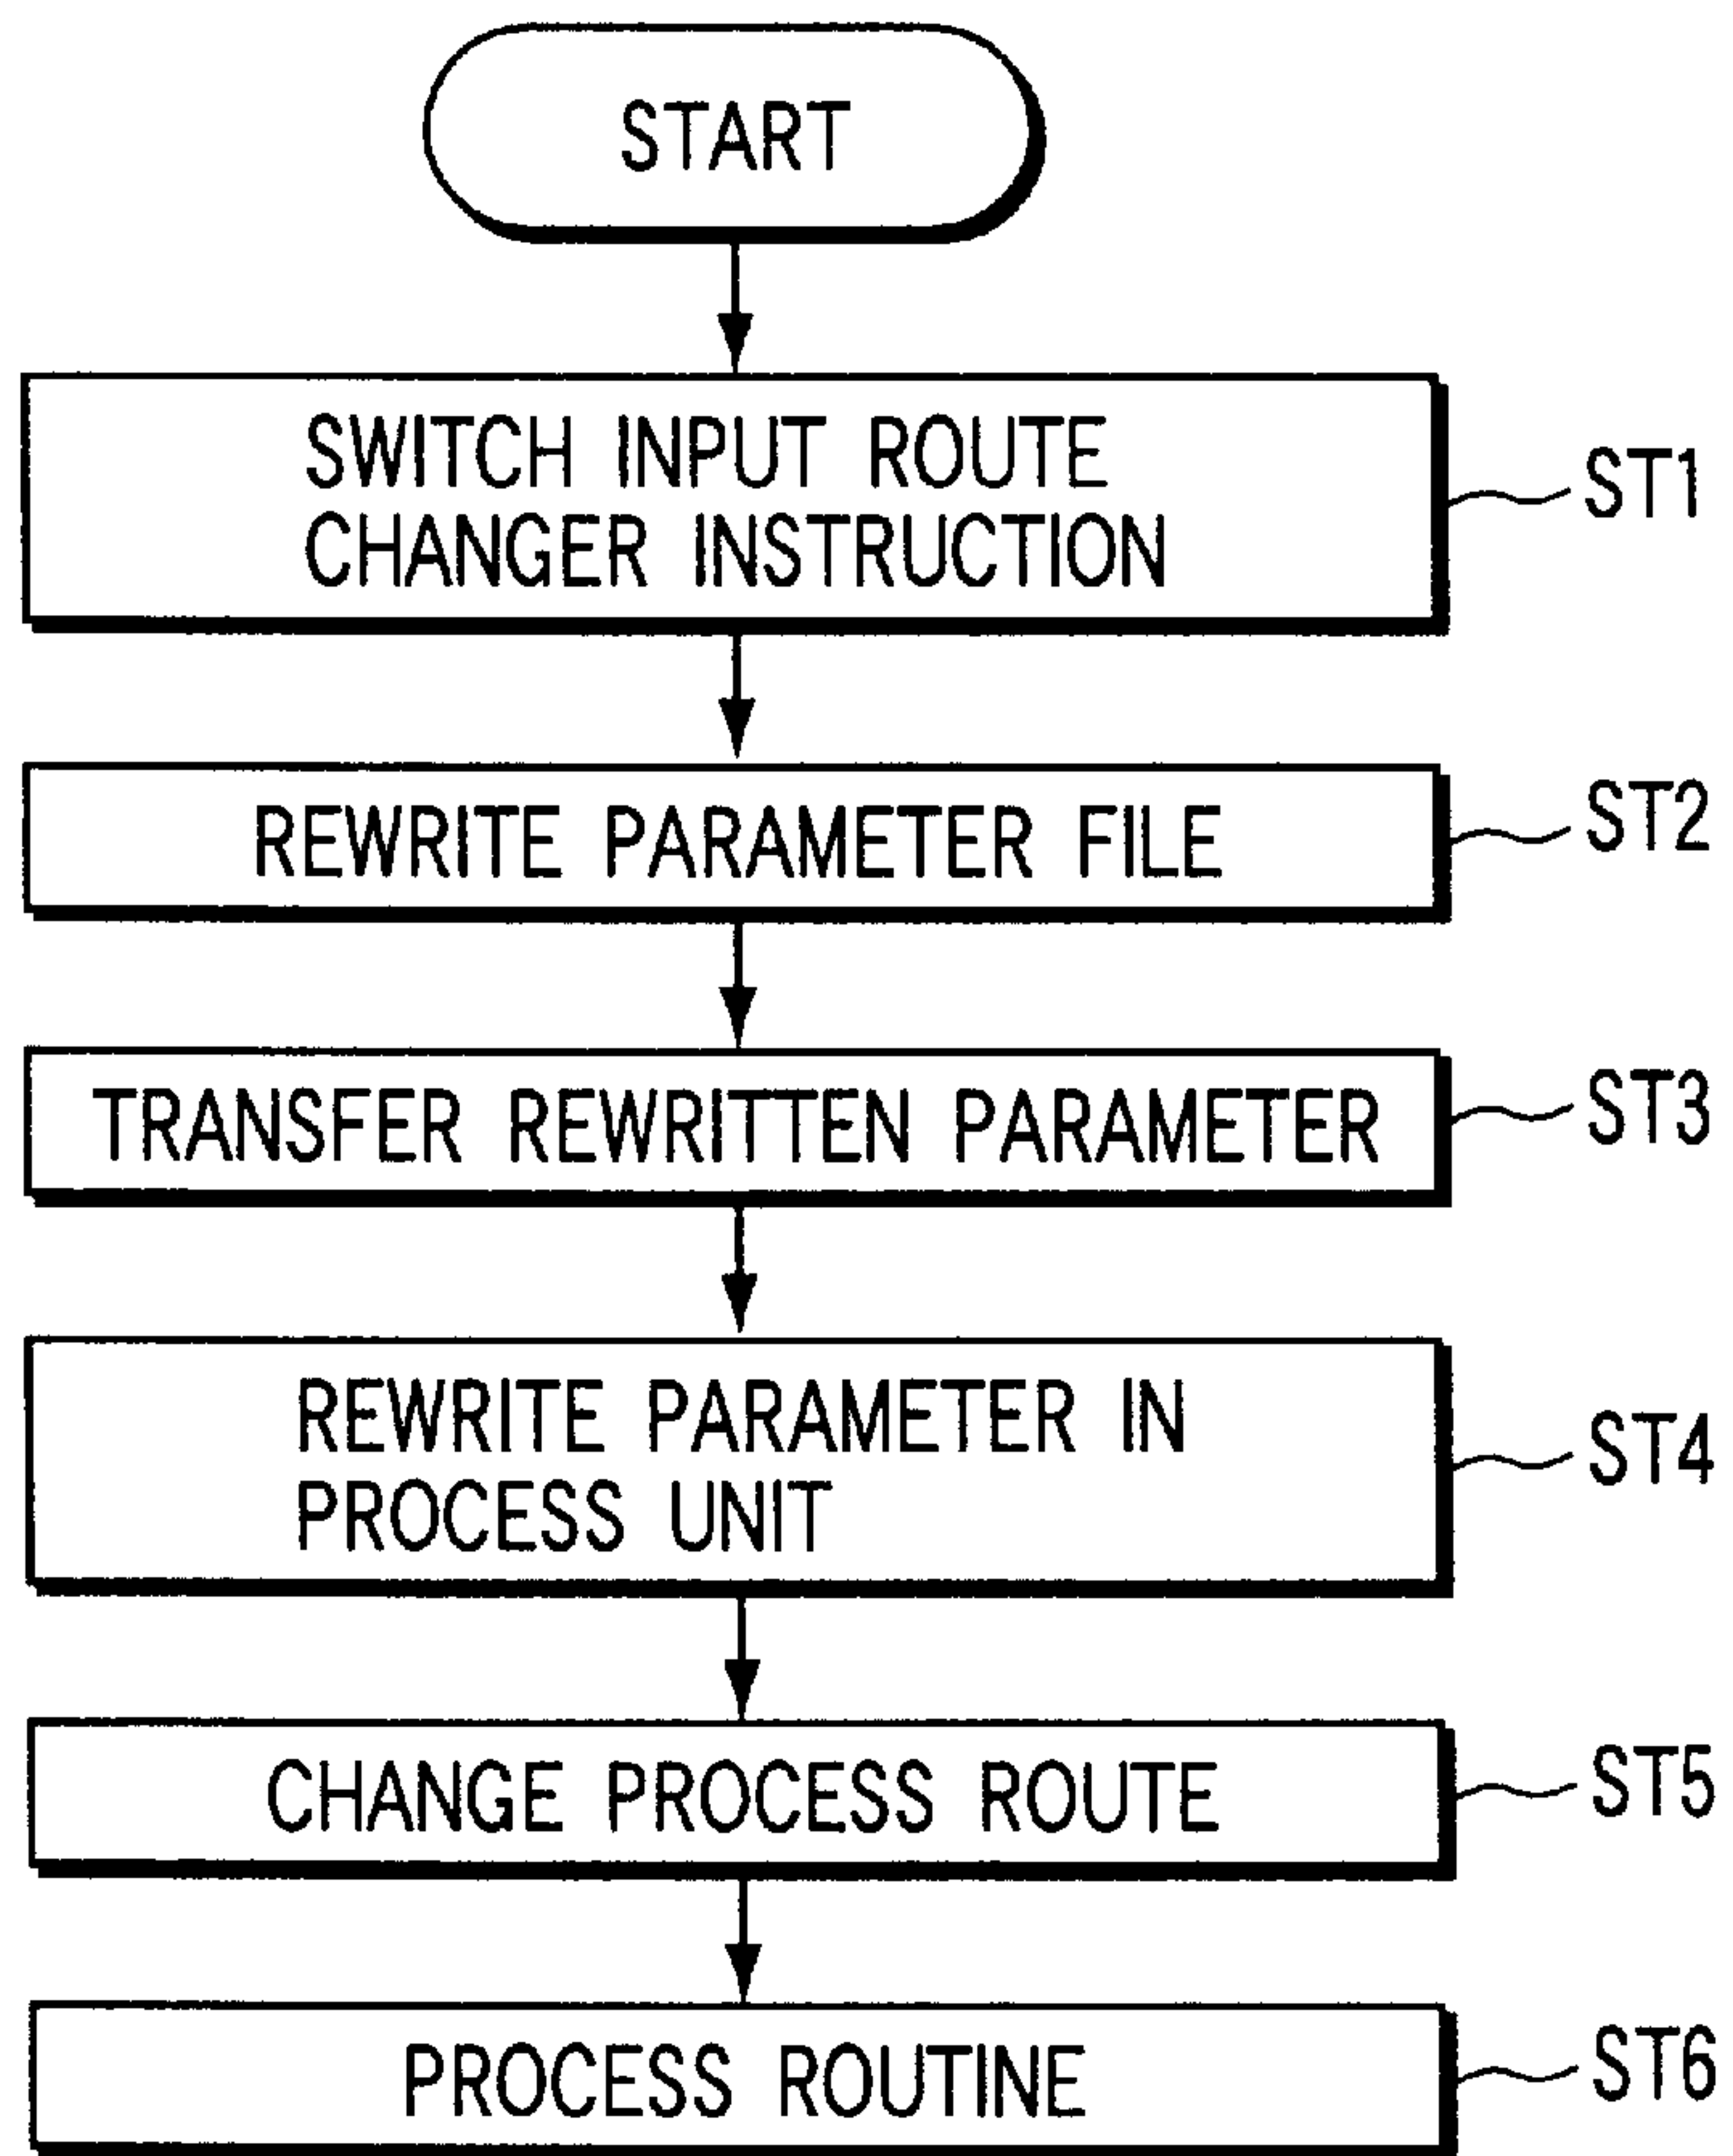 START
SWITCH INPUT ROUTE
CHANGER INSTRUCTION
ST1
REWRITE PARAMETER FILE
ST2
TRANSFER REWRITTEN PARAMETER
ST3
REWRITE PARAMETER IN
PROCESS UNIT
ST4
CHANGE PROCESS ROUTE
ST5
PROCESS ROUTINE
ST6